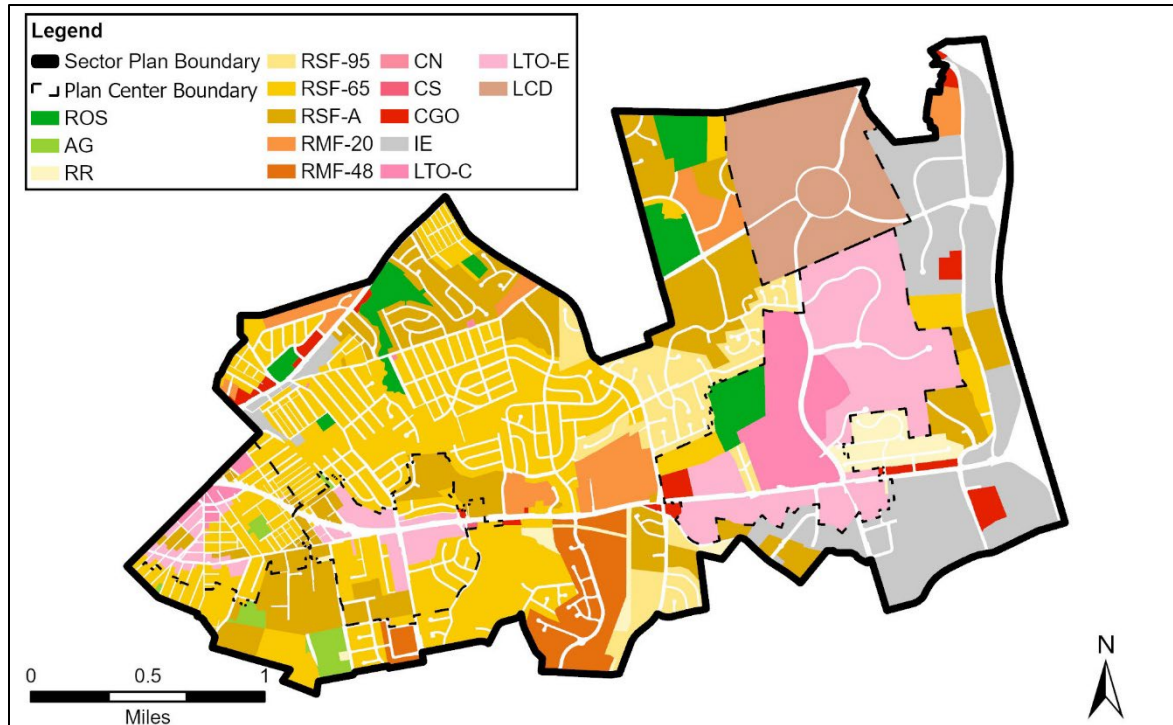 Legend
Sector Plan Boundary
Plan Center Boundary
ROS
AG
RR
RSF-95
RSF-65
RSF-A
RMF-20
RMF-48
CN
CS
CGO
IE
LTO-C
LTO-E
LCD
0 0.5 1
Miles
N